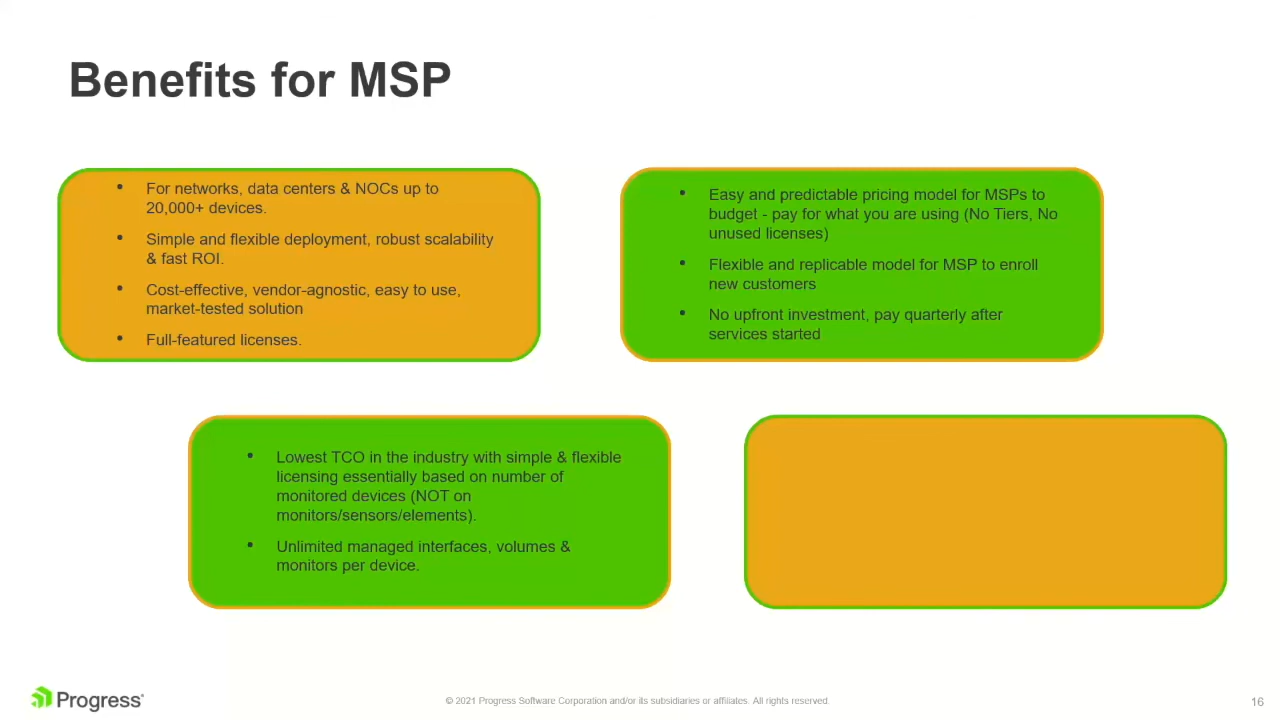 Benefits for MSP
• For networks, data centers & NOCs up to
20,000+ devices.
• Simple and flexible deployment, robust scalability
& fast ROI.
• Cost-effective, vendor-agnostic, easy to use,
market-tested solution
• Full-featured licenses.
• Easy and predictable pricing model for MSPs to
budget - pay for what you are using (No Tiers, No
unused licenses)
• Flexible and replicable model for MSP to enroll
new customers
• No upfront investment, pay quarterly after
services started
• Lowest TCO in the industry with simple & flexible
licensing essentially based on number of
monitored devices (NOT on
monitors/sensors/elements).
• Unlimited managed interfaces, volumes &
monitors per device.
Progress
© 2021 Progress Software Corporation and/or its subsidiaries or affiliates. All rights reserved.
16